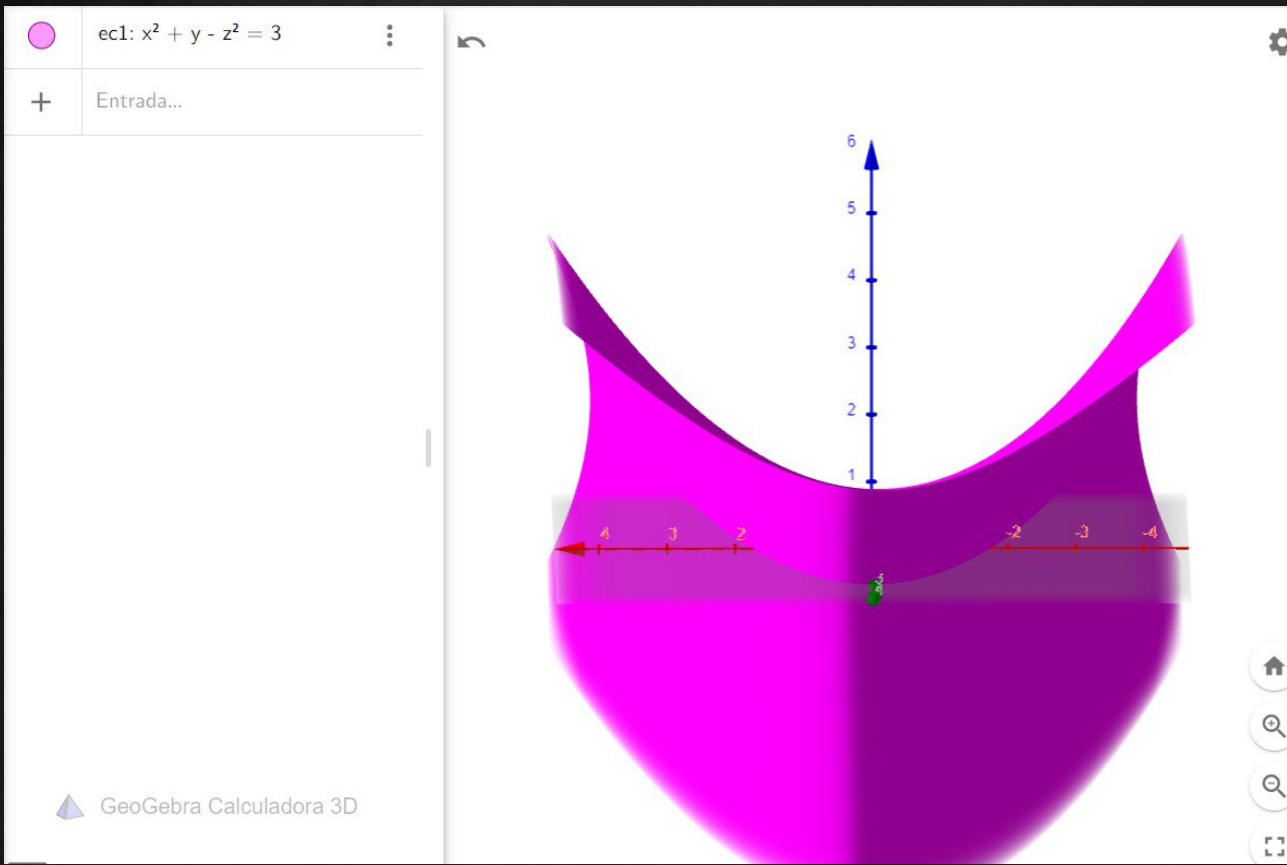 ec1: x² + y - z² = 3
Entrada...
GeoGebra Calculadora 3D
6
5
4
3
2
1
4 3 2 -2 -3 -4